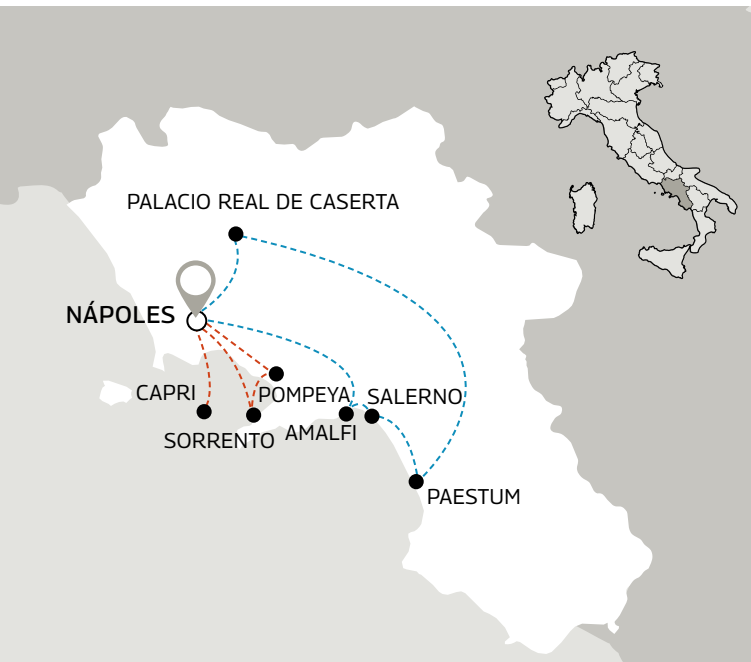 PALACIO REAL DE CASERTA
NÁPOLES
CAPRI
POMPEYA
SALERNO
SORRENTO
AMALFI
PAESTUM